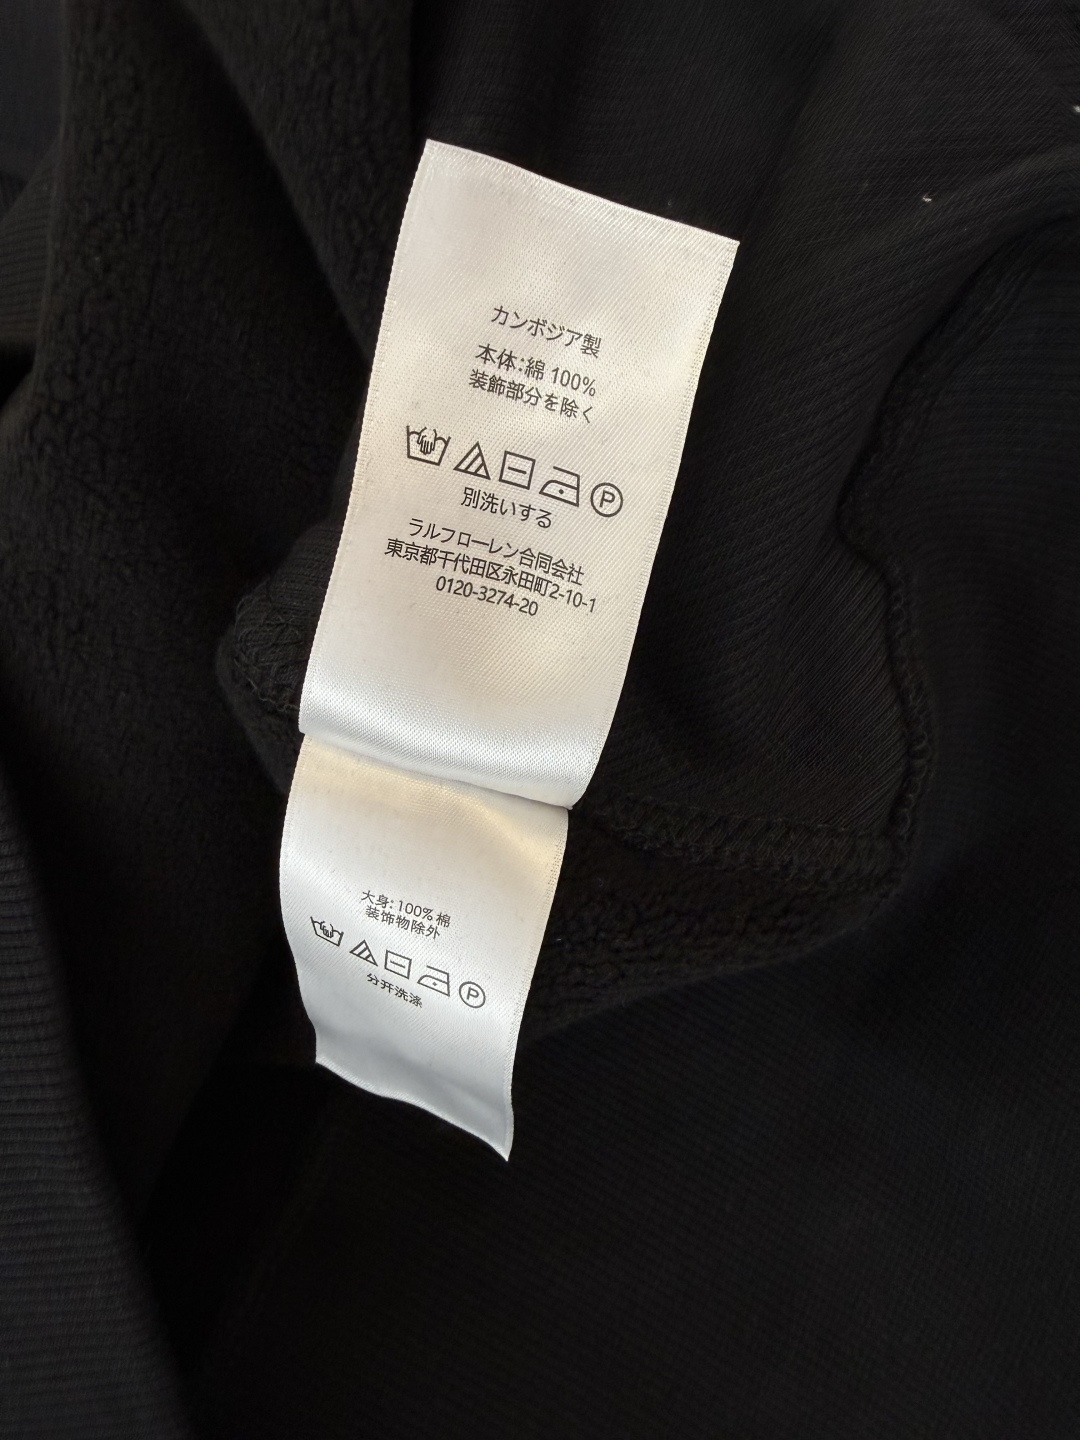 カンボジア製
本体:綿 100%
装飾部分を除く
P
別洗いする
ラルフローレン合同会社
東京都千代田区永田町2-10-1
0120-3274-20
大身: 100% 棉
装饰物除外
P
分开洗涤